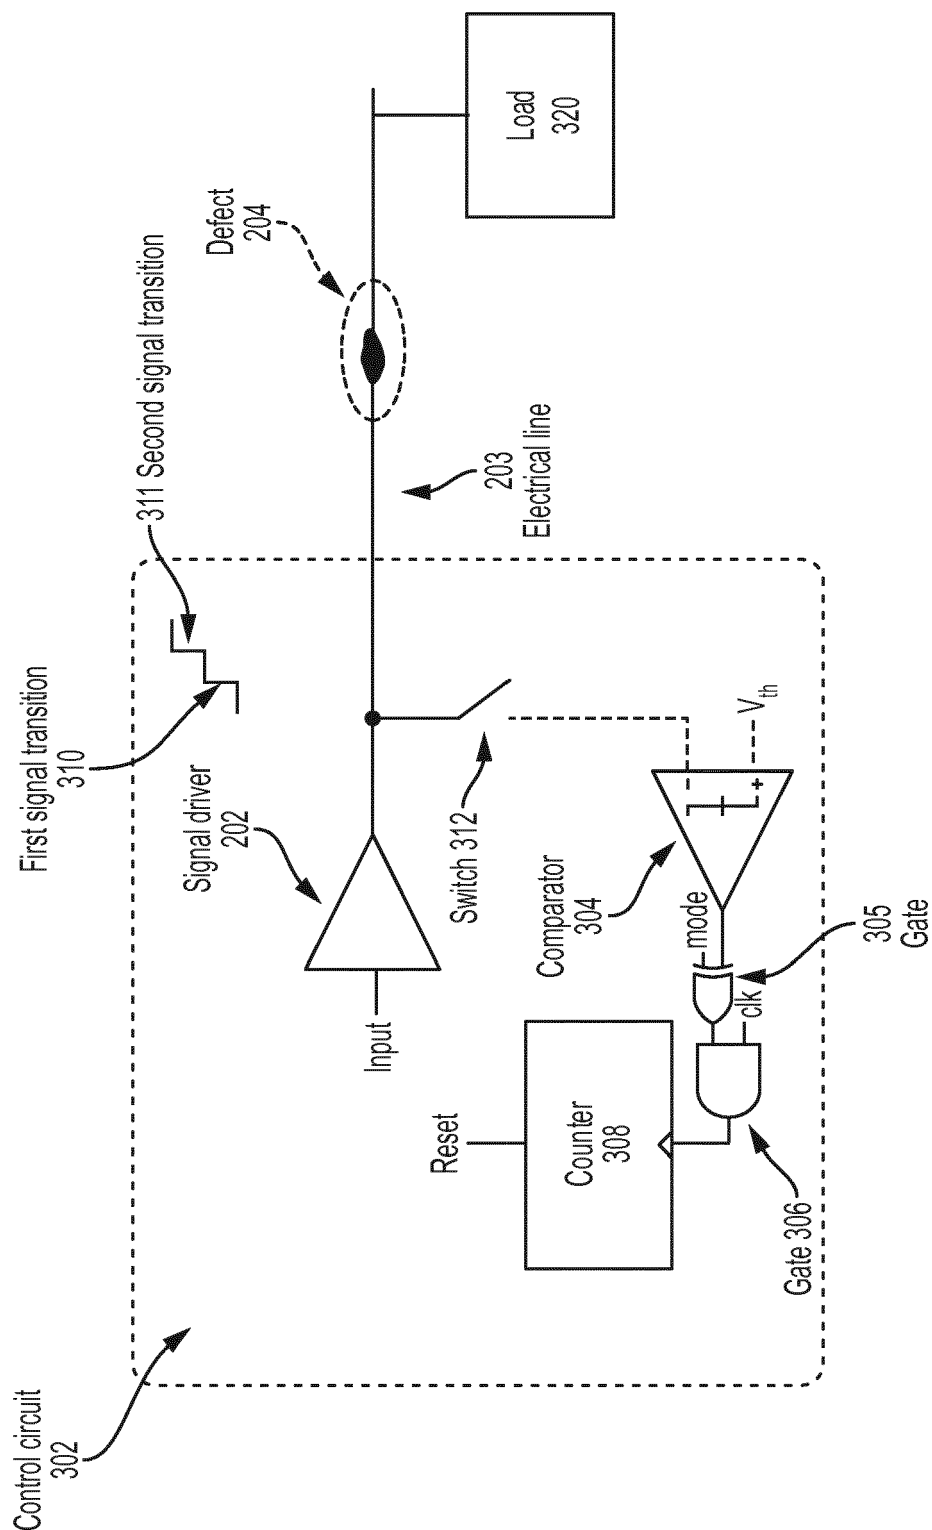 Control circuit
302
First signal transition
310
311 Second signal transition
Signal driver
202
Input
Defect
204
203
Electrical line
Load
320
Switch 312
Comparator
304
mode
V_th
+
305
Gate
clk
Gate 306
Reset
Counter
308